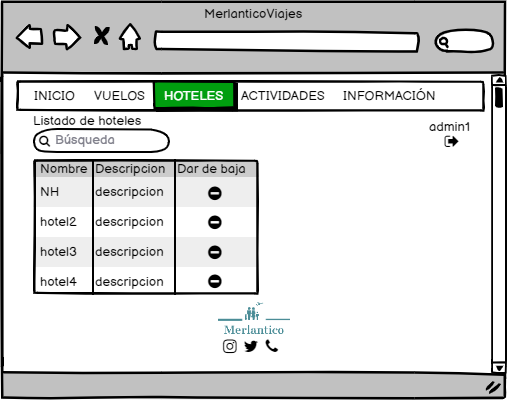 MerlanticoViajes
INICIO VUELOS HOTELES ACTIVIDADES INFORMACIÓN
Listado de hoteles
admin1
Búsqueda
Nombre Descripcion Dar de baja
NH descripcion
hotel2 descripcion
hotel3 descripcion
hotel4 descripcion
Merlantico